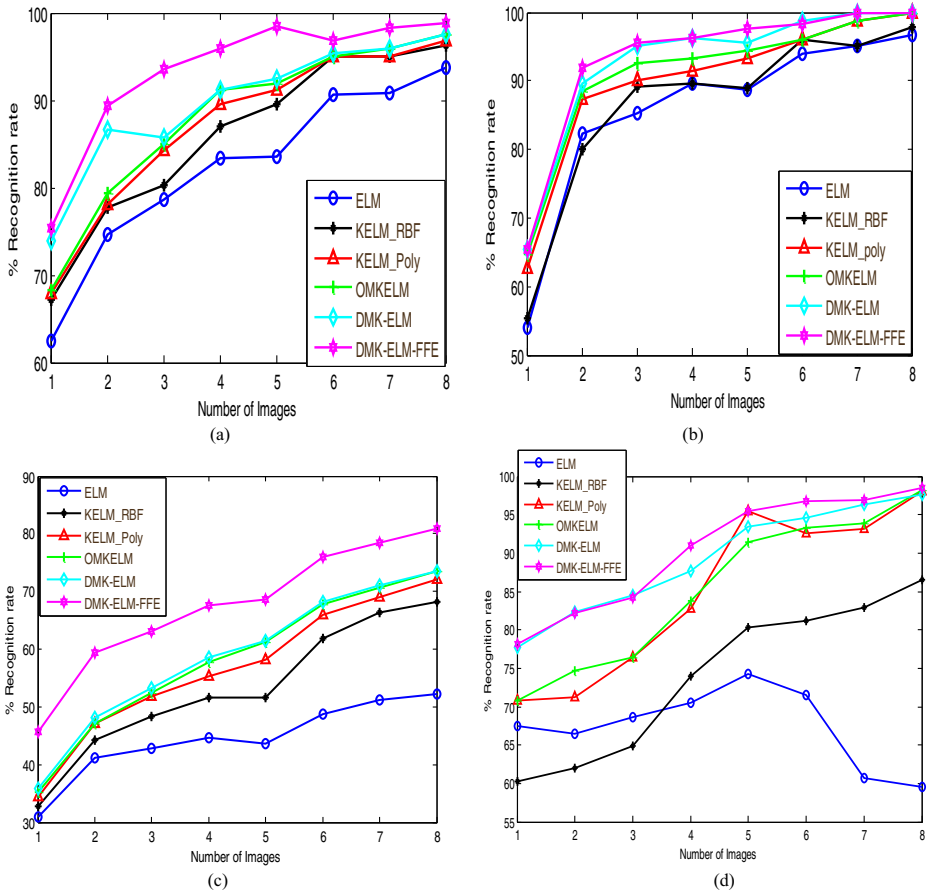 % Recognition rate
100
90
80
70
60
1 2 3 4 5 6 7 8
Number of Images
ELM
KELM_RBF
KELM_Poly
OMKELM
DMK-ELM
DMK-ELM-FFE
(a)
% Recognition rate
100
90
80
70
60
50
1 2 3 4 5 6 7 8
Number of Images
ELM
KELM_RBF
KELM_poly
OMKELM
DMK-ELM
DMK-ELM-FFE
(b)
% Recognition rate
90
80
70
60
50
40
30
1 2 3 4 5 6 7 8
Number of Images
ELM
KELM_RBF
KELM_Poly
OMKELM
DMK-ELM
DMK-ELM-FFE
(c)
% Recognition rate
100
95
90
85
80
75
70
65
60
55
1 2 3 4 5 6 7 8
Number of Images
ELM
KELM_RBF
KELM_Poly
OMKELM
DMK-ELM
DMK-ELM-FFE
(d)